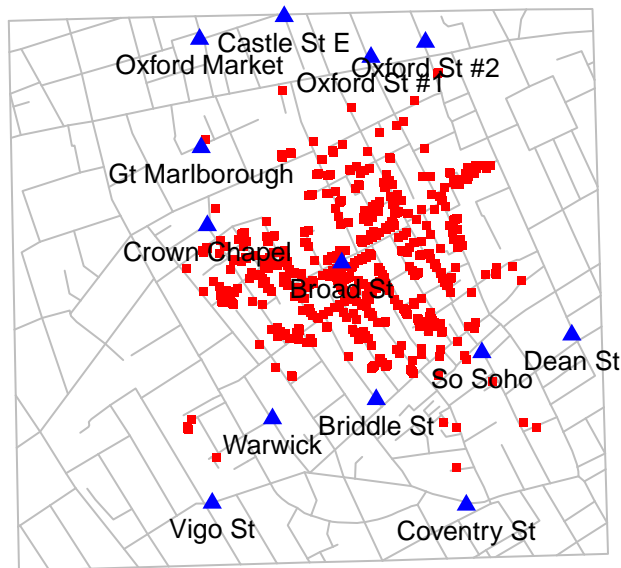 Castle St E
Oxford Market
Oxford St #2
Oxford St #1
Gt Marlborough
Crown Chapel
Broad St
Dean St
So Soho
Briddle St
Warwick
Vigo St
Coventry St